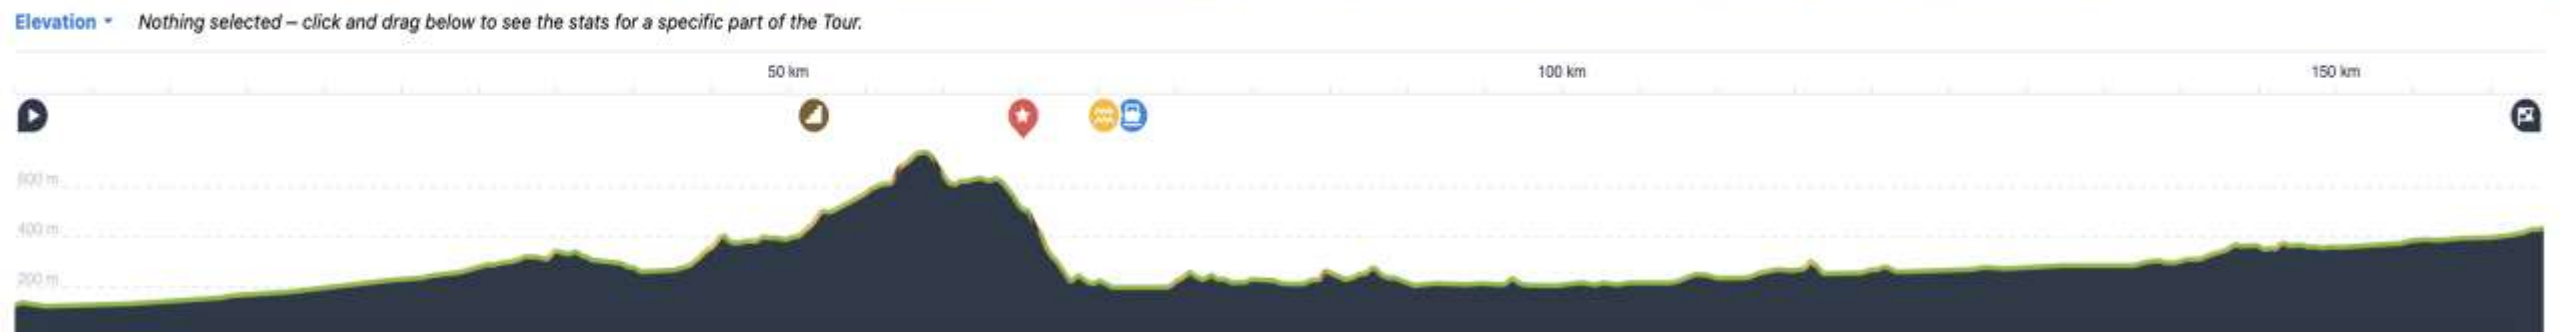 Elevation Nothing selected – click and drag below to see the stats for a specific part of the Tour.
50 km 100 km 150 km
600 m
400 m
200 m